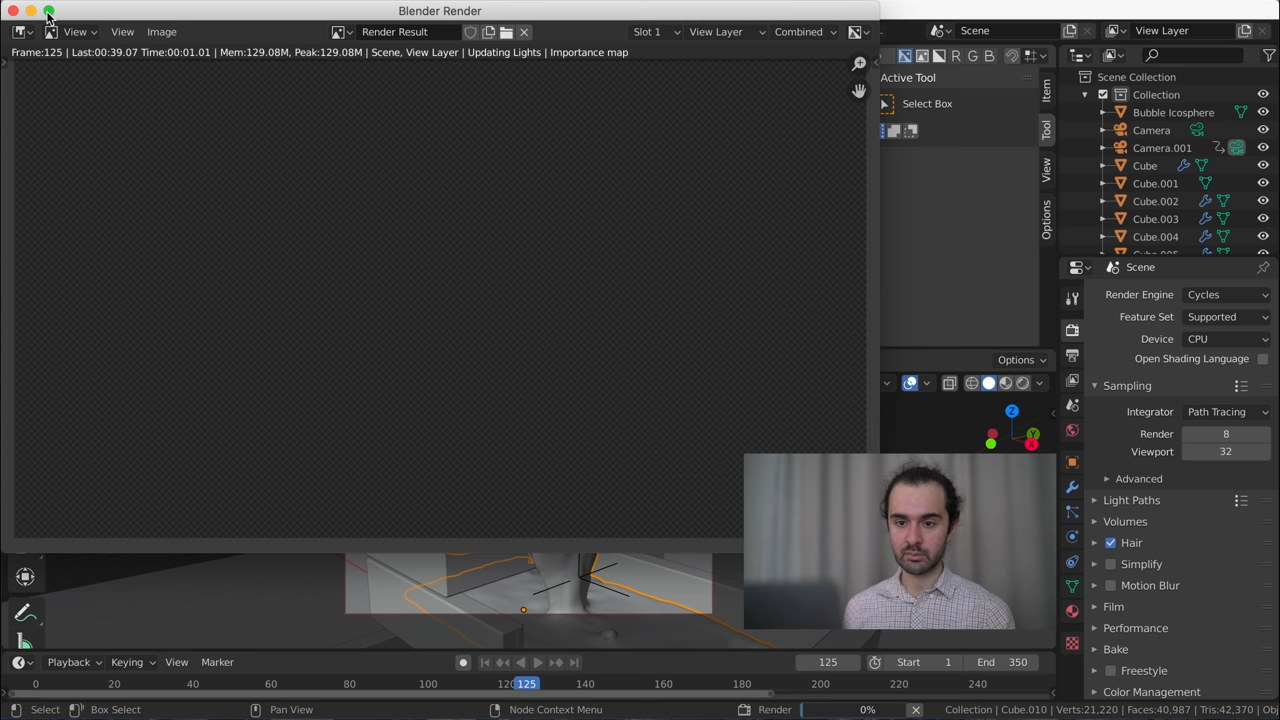 Blender Render
View View Image Render Result Slot 1 View Layer Combined
Frame:125 | Last:00:39.07 Time:00:01.01 | Mem:129.08M, Peak:129.08M | Scene, View Layer | Updating Lights | Importance map
Scene View Layer
R G B
Active Tool
Select Box
Item
Tool
View
Options
Options
Scene Collection
Collection
Bubble Icosphere
Camera
Camera.001
Cube
Cube.001
Cube.002
Cube.003
Cube.004
Cube.005
Scene
Render Engine Cycles
Feature Set Supported
Device CPU
Open Shading Language
Sampling
Integrator Path Tracing
Render 8
Viewport 32
Advanced
Light Paths
Volumes
Hair
Simplify
Motion Blur
Film
Performance
Bake
Freestyle
Color Management
Z
Y
X
Playback Keying View Marker 125 Start 1 End 350
0 20 40 60 80 100 120 125 140 160 180 200 220 240
Select Box Select Pan View Node Context Menu Render 0% Collection | Cube.010 | Verts:21,220 | Faces:40,987 | Tris:42,370 | Objec